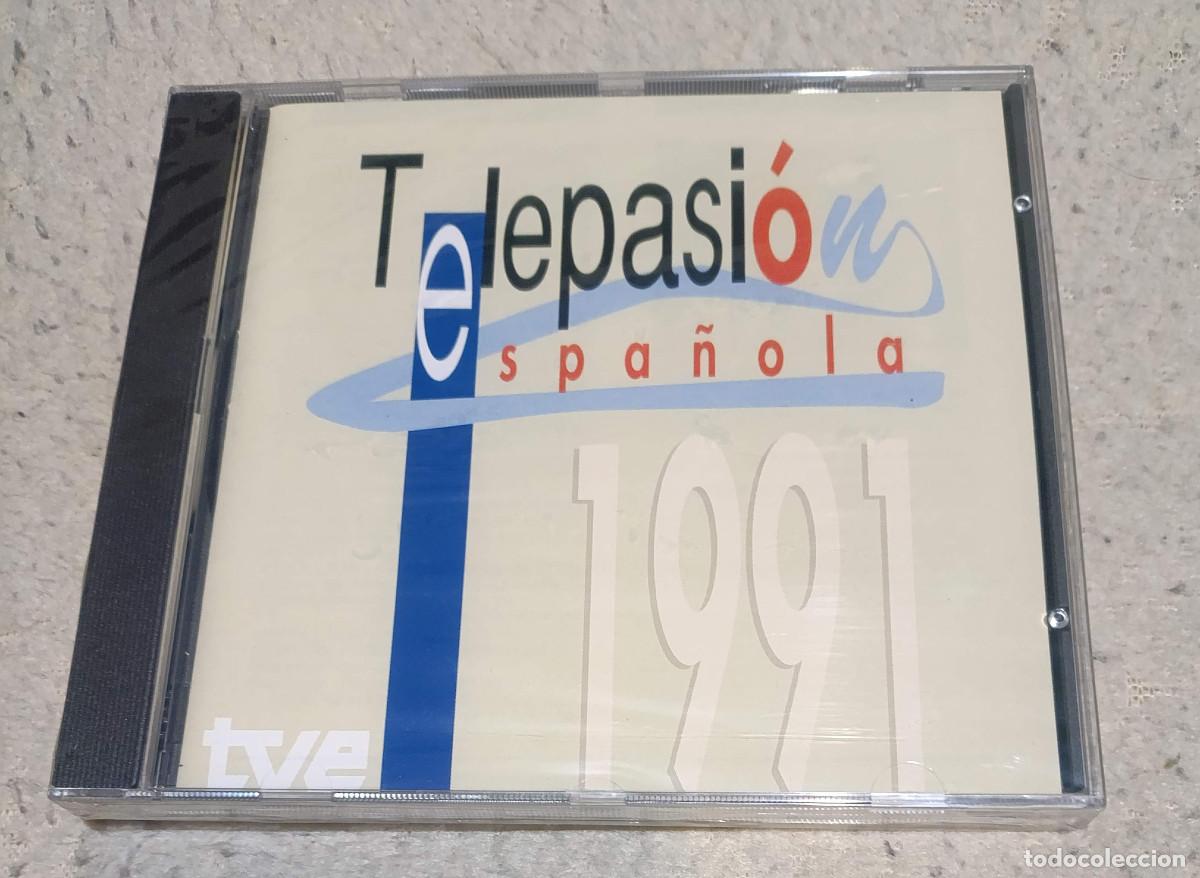 Telepasión
española
1991
tve
todocoleccion